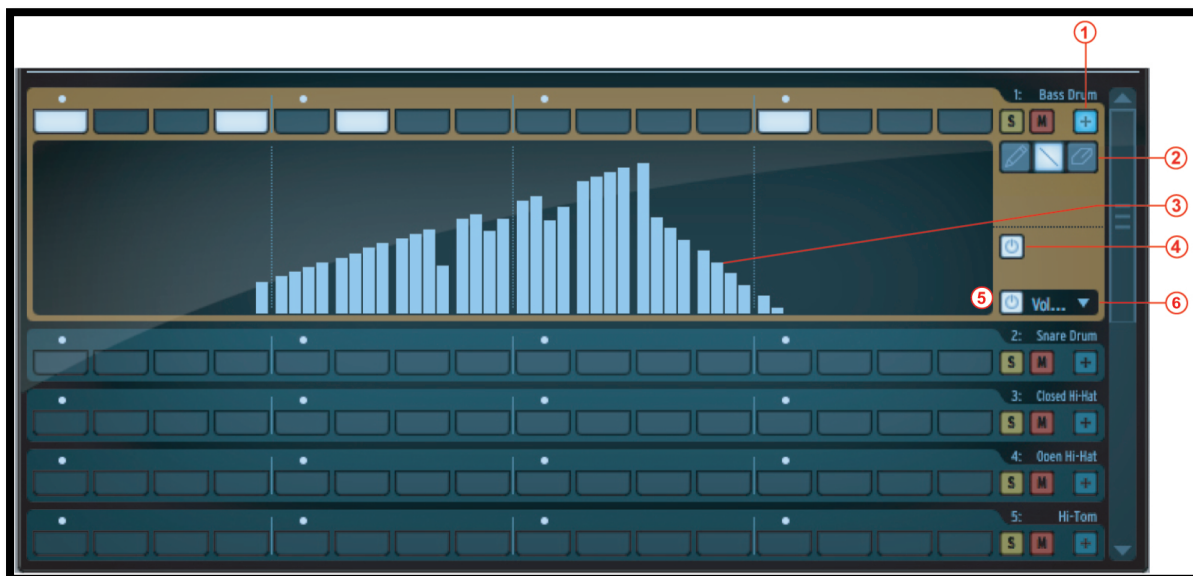 1
1: Bass Drum
S M +
2
3
4
5 Vol... 6
2: Snare Drum
S M +
3: Closed Hi-Hat
S M +
4: Open Hi-Hat
S M +
5: Hi-Tom
S M +